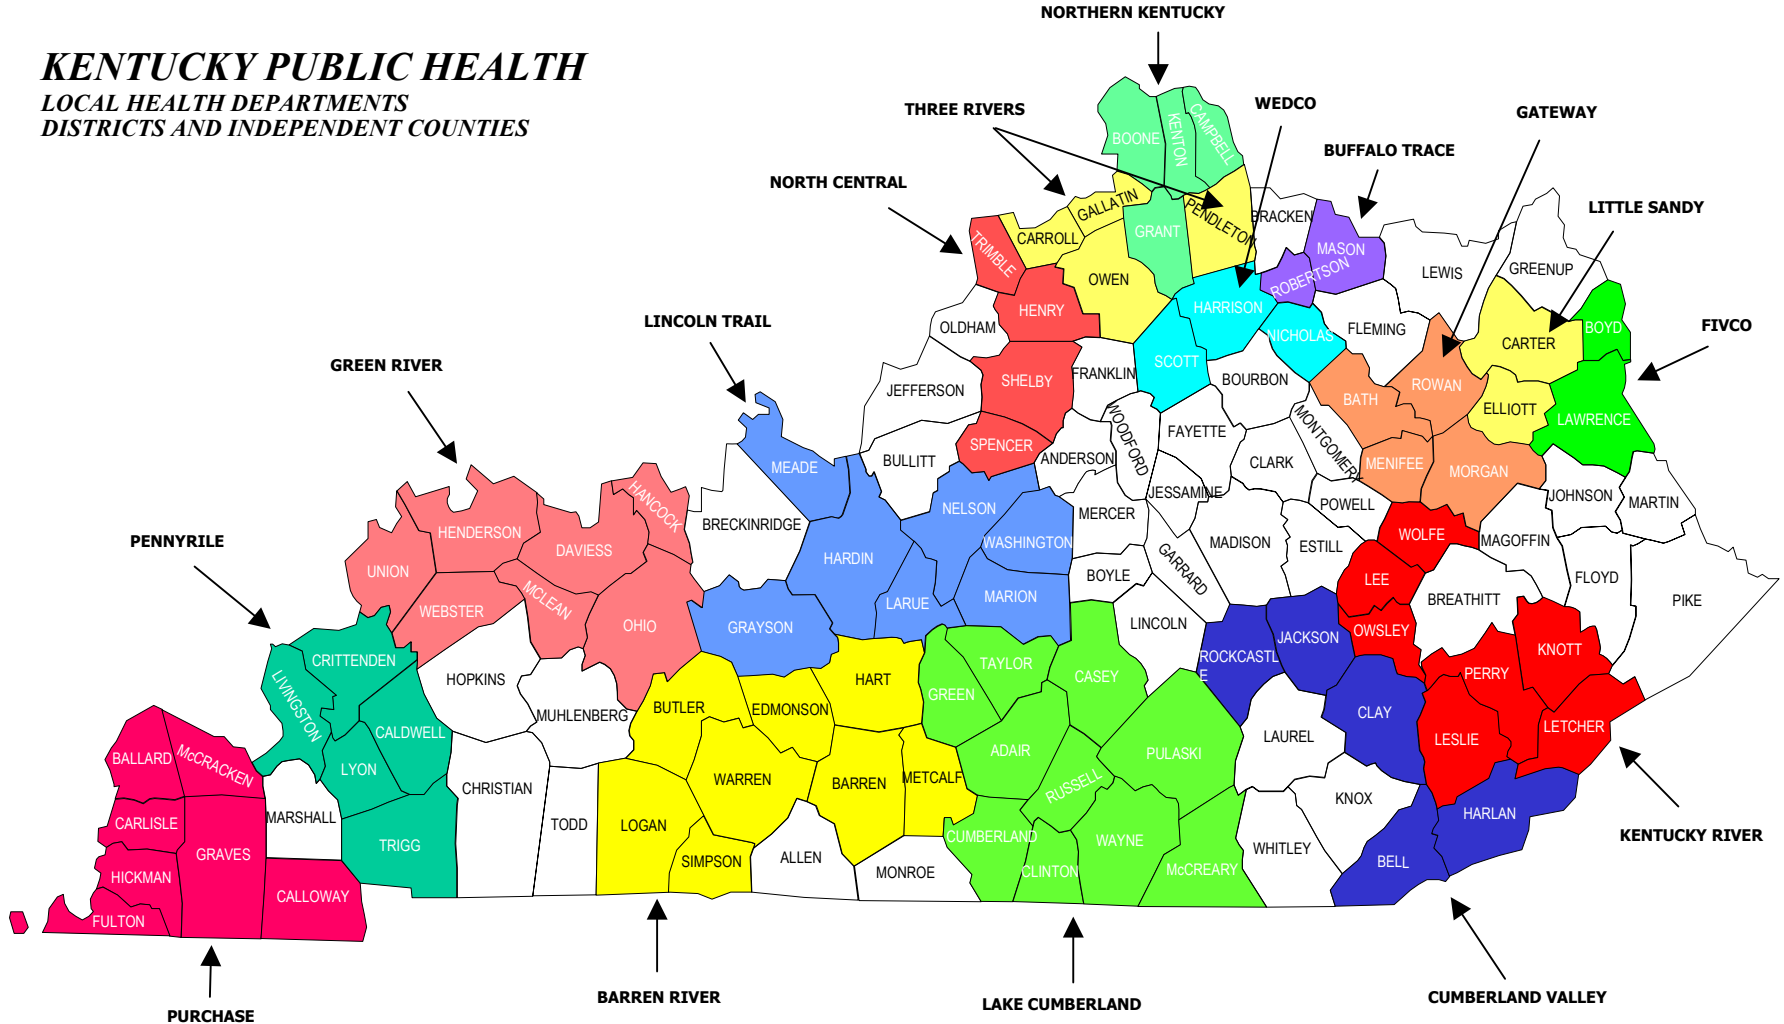 NORTHERN KENTUCKY
KENTUCKY PUBLIC HEALTH
LOCAL HEALTH DEPARTMENTS
DISTRICTS AND INDEPENDENT COUNTIES
THREE RIVERS
WEDCO
GATEWAY
BUFFALO TRACE
NORTH CENTRAL
LITTLE SANDY
LINCOLN TRAIL
FIVCO
GREEN RIVER
PENNYRILE
KENTUCKY RIVER
BARREN RIVER
LAKE CUMBERLAND
CUMBERLAND VALLEY
PURCHASE
BOONE
KENTON
CAMPBELL
GALLATIN
PENDLETON
BRACKEN
CARROLL
GRANT
TRIMBLE
MASON
ROBERTSON
LEWIS
GREENUP
OWEN
HENRY
HARRISON
OLDHAM
NICHOLAS
FLEMING
BOYD
CARTER
SCOTT
SHELBY
FRANKLIN
BOURBON
ROWAN
JEFFERSON
BATH
ELLIOTT
LAWRENCE
WOODFORD
FAYETTE
MONTGOMERY
SPENCER
ANDERSON
BULLITT
CLARK
MENIFEE
MORGAN
MEADE
JESSAMINE
POWELL
JOHNSON
MARTIN
HANCOCK
BRECKINRIDGE
NELSON
MERCER
WASHINGTON
MADISON
ESTILL
WOLFE
MAGOFFIN
HENDERSON
DAVIESS
HARDIN
GARRARD
BOYLE
LEE
FLOYD
UNION
WEBSTER
MCLEAN
LARUE
MARION
BREATHITT
PIKE
OHIO
GRAYSON
LINCOLN
JACKSON
OWSLEY
KNOTT
CRITTENDEN
TAYLOR
ROCKCASTL
E
PERRY
LIVINGSTON
HOPKINS
HART
GREEN
CASEY
MUHLENBERG
BUTLER
EDMONSON
CLAY
LETCHER
CALDWELL
LAUREL
LESLIE
BALLARD
McCRACKEN
LYON
ADAIR
PULASKI
WARREN
BARREN
METCALF
RUSSELL
CHRISTIAN
KNOX
HARLAN
CARLISLE
MARSHALL
TODD
LOGAN
CUMBERLAND
WAYNE
GRAVES
TRIGG
SIMPSON
ALLEN
WHITLEY
BELL
HICKMAN
MONROE
CLINTON
McCREARY
CALLOWAY
FULTON